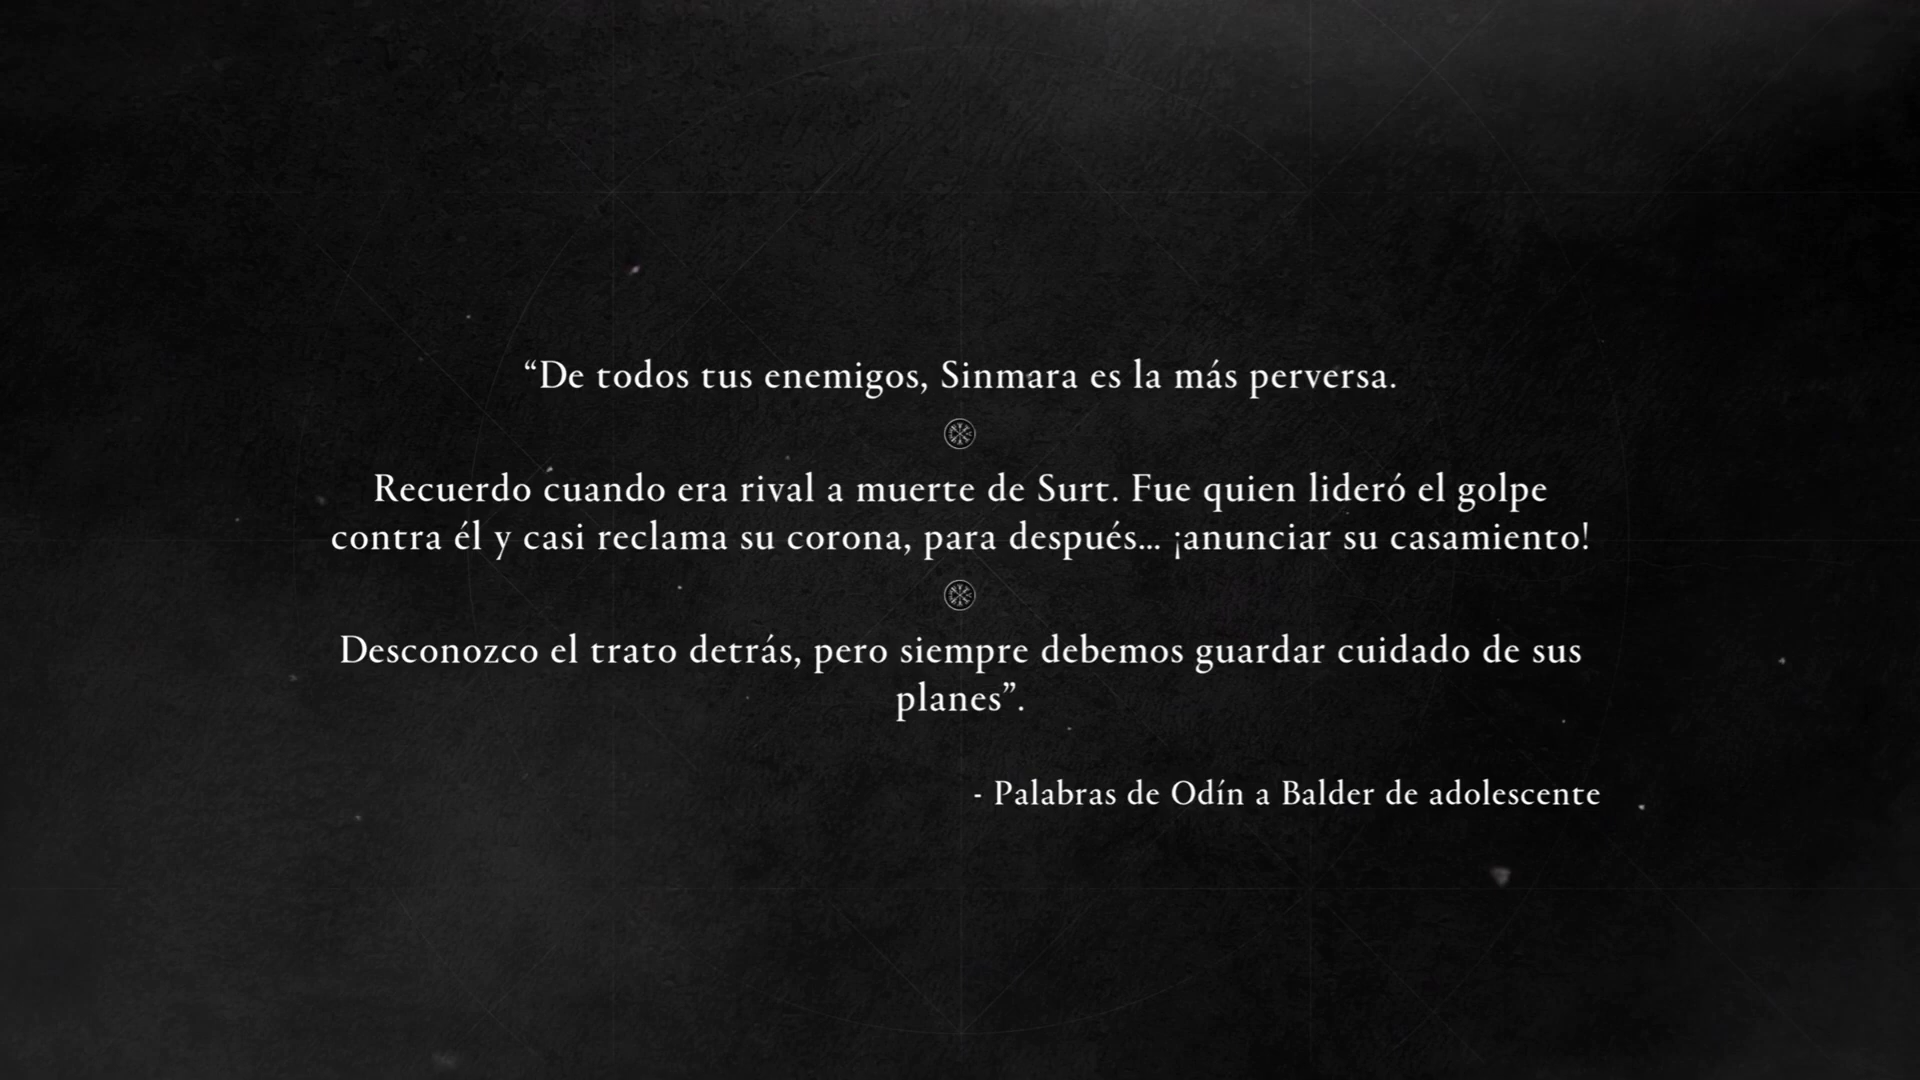 “De todos tus enemigos, Sinmara es la más perversa.
Recuerdo cuando era rival a muerte de Surt. Fue quien lideró el golpe
contra él y casi reclama su corona, para después... ¡anunciar su casamiento!
Desconozco el trato detrás, pero siempre debemos guardar cuidado de sus
planes”.
- Palabras de Odín a Balder de adolescente